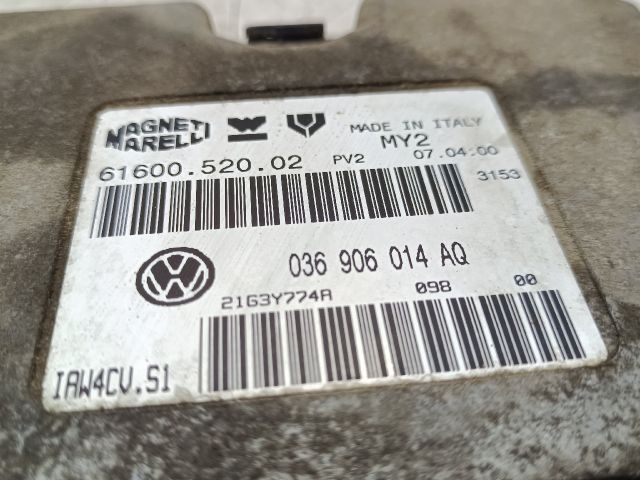 MAGNETI MARELLI
MADE IN ITALY
61600.520.02 PV2 MY2 07.04:00
3153
036 906 014 AQ
21G3Y774A 098 00
IAW4CV.S1